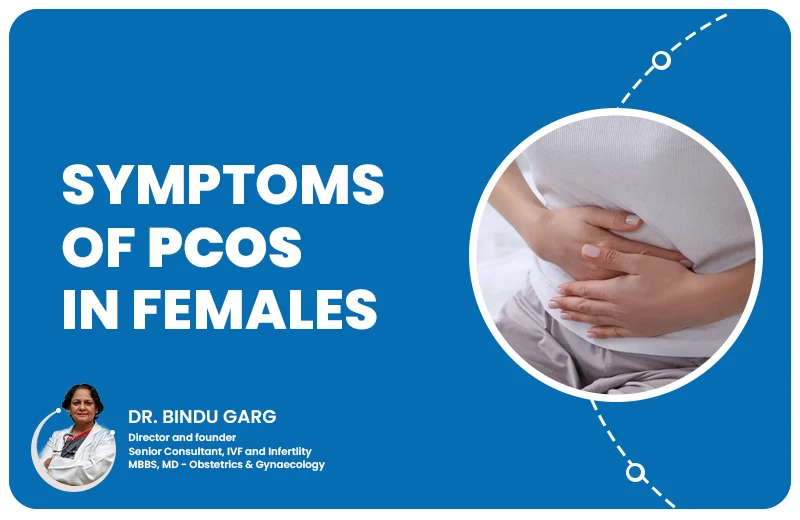 SYMPTOMS
OF PCOS
IN FEMALES
DR. BINDU GARG
Director and founder
Senior Consultant, IVF and Infertlity
MBBS, MD - Obstetrics & Gynaecology